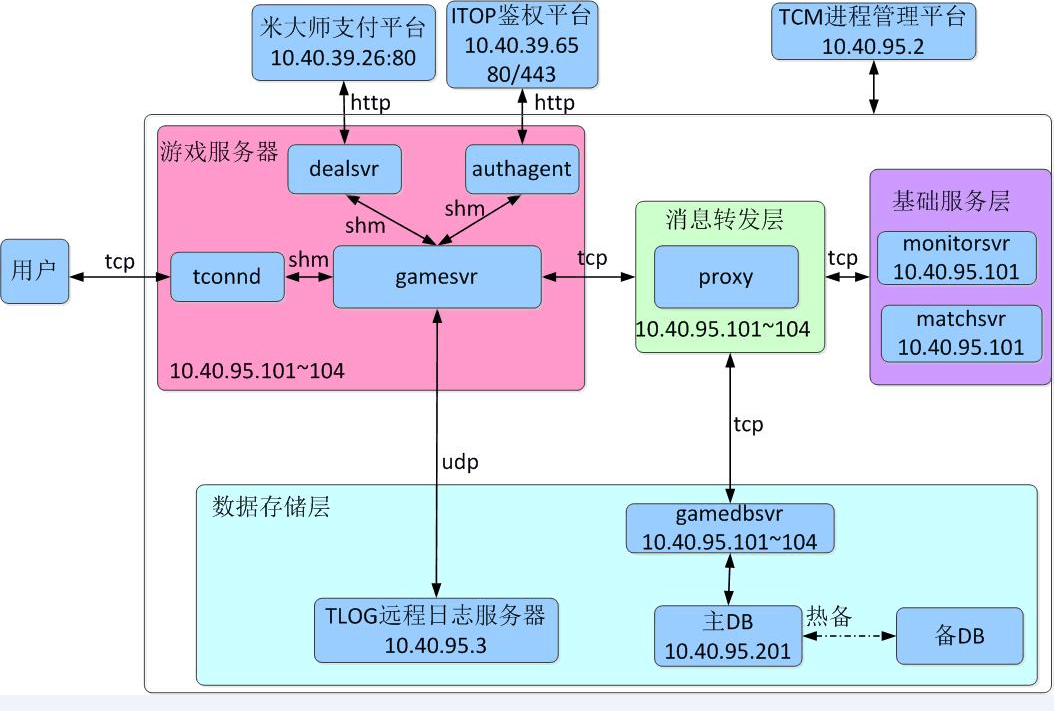 米大师支付平台
10.40.39.26:80
ITOP鉴权平台
10.40.39.65
80/443
TCM进程管理平台
10.40.95.2
http
http
游戏服务器
dealsvr
authagent
shm
shm
用户
tcp
tconnd
shm
gamesvr
10.40.95.101~104
tcp
消息转发层
proxy
10.40.95.101~104
tcp
基础服务层
monitorsvr
10.40.95.101
matchsvr
10.40.95.101
udp
tcp
数据存储层
gamedbsvr
10.40.95.101~104
TLOG远程日志服务器
10.40.95.3
主DB
10.40.95.201
热备
备DB